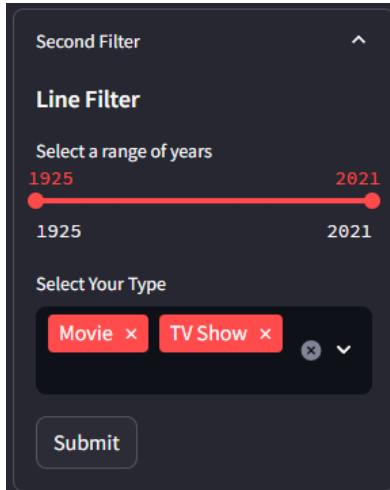 Second Filter
Line Filter
Select a range of years
1925 2021
1925 2021
Select Your Type
Movie × TV Show ×
Submit